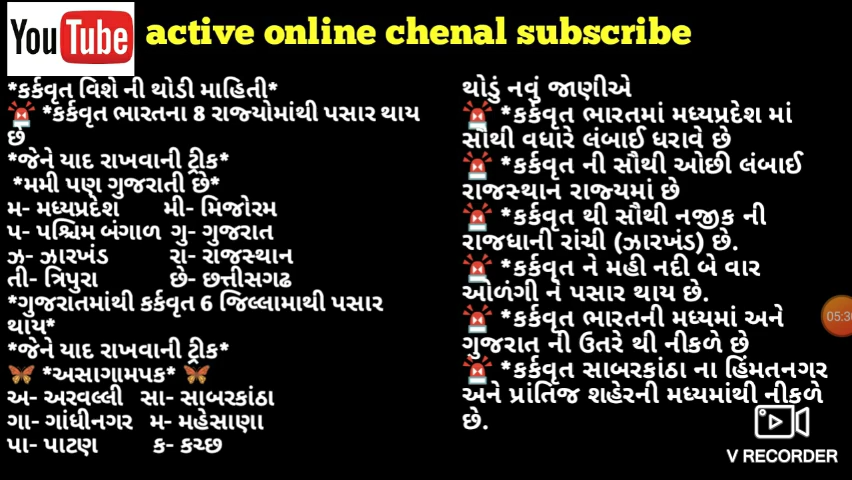 YouTube active online chenal subscribe
*કર્કવૃત વિશે ની થોડી માહિતી*
🚨 *કર્કવૃત ભારતના 8 રાજ્યોમાંથી પસાર થાય
છે
*જેને યાદ રાખવાની ટ્રીક*
*મમી પણ ગુજરાતી છે*
મ- મધ્યપ્રદેશ મી- મિજોરમ
પ- પશ્ચિમ બંગાળ ગુ- ગુજરાત
ઝ- ઝારખંડ રા- રાજસ્થાન
તી- ત્રિપુરા છે- છત્તીસગઢ
*ગુજરાતમાંથી કર્કવૃત 6 જિલ્લામાથી પસાર
થાય*
*જેને યાદ રાખવાની ટ્રીક*
🦋 *અસાગામપક* 🦋
અ- અરવલ્લી સા- સાબરકાંઠા
ગા- ગાંધીનગર મ- મહેસાણા
પા- પાટણ ક- કચ્છ
થોડું નવું જાણીએ
🚨 *કર્કવૃત ભારતમાં મધ્યપ્રદેશ માં
સૌથી વધારે લંબાઈ ધરાવે છે
🚨 *કર્કવૃત ની સૌથી ઓછી લંબાઈ
રાજસ્થાન રાજ્યમાં છે
🚨 *કર્કવૃત થી સૌથી નજીક ની
રાજધાની રાંચી (ઝારખંડ) છે.
🚨 *કર્કવૃત ને મહી નદી બે વાર
ઓળંગી ને પસાર થાય છે.
🚨 *કર્કવૃત ભારતની મધ્યમાં અને
ગુજરાત ની ઉતરે થી નીકળે છે
🚨 *કર્કવૃત સાબરકાંઠા ના હિંમતનગર
અને પ્રાંતિજ શહેરની મધ્યમાંથી નીકળે
છે.
V RECORDER